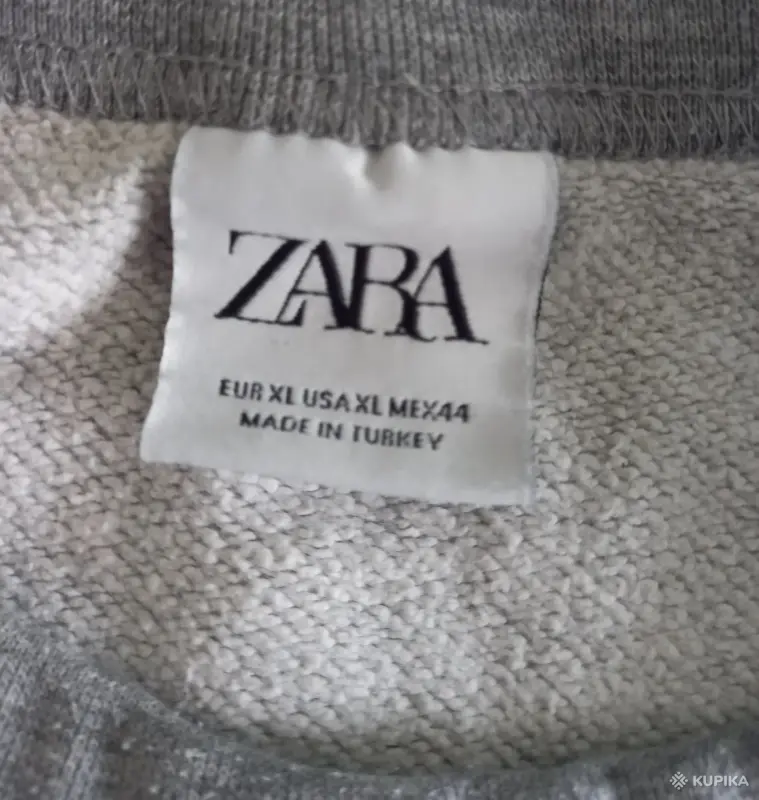 ZARA
EUR XL USA XL MEX44
MADE IN TURKEY
KUPIKA